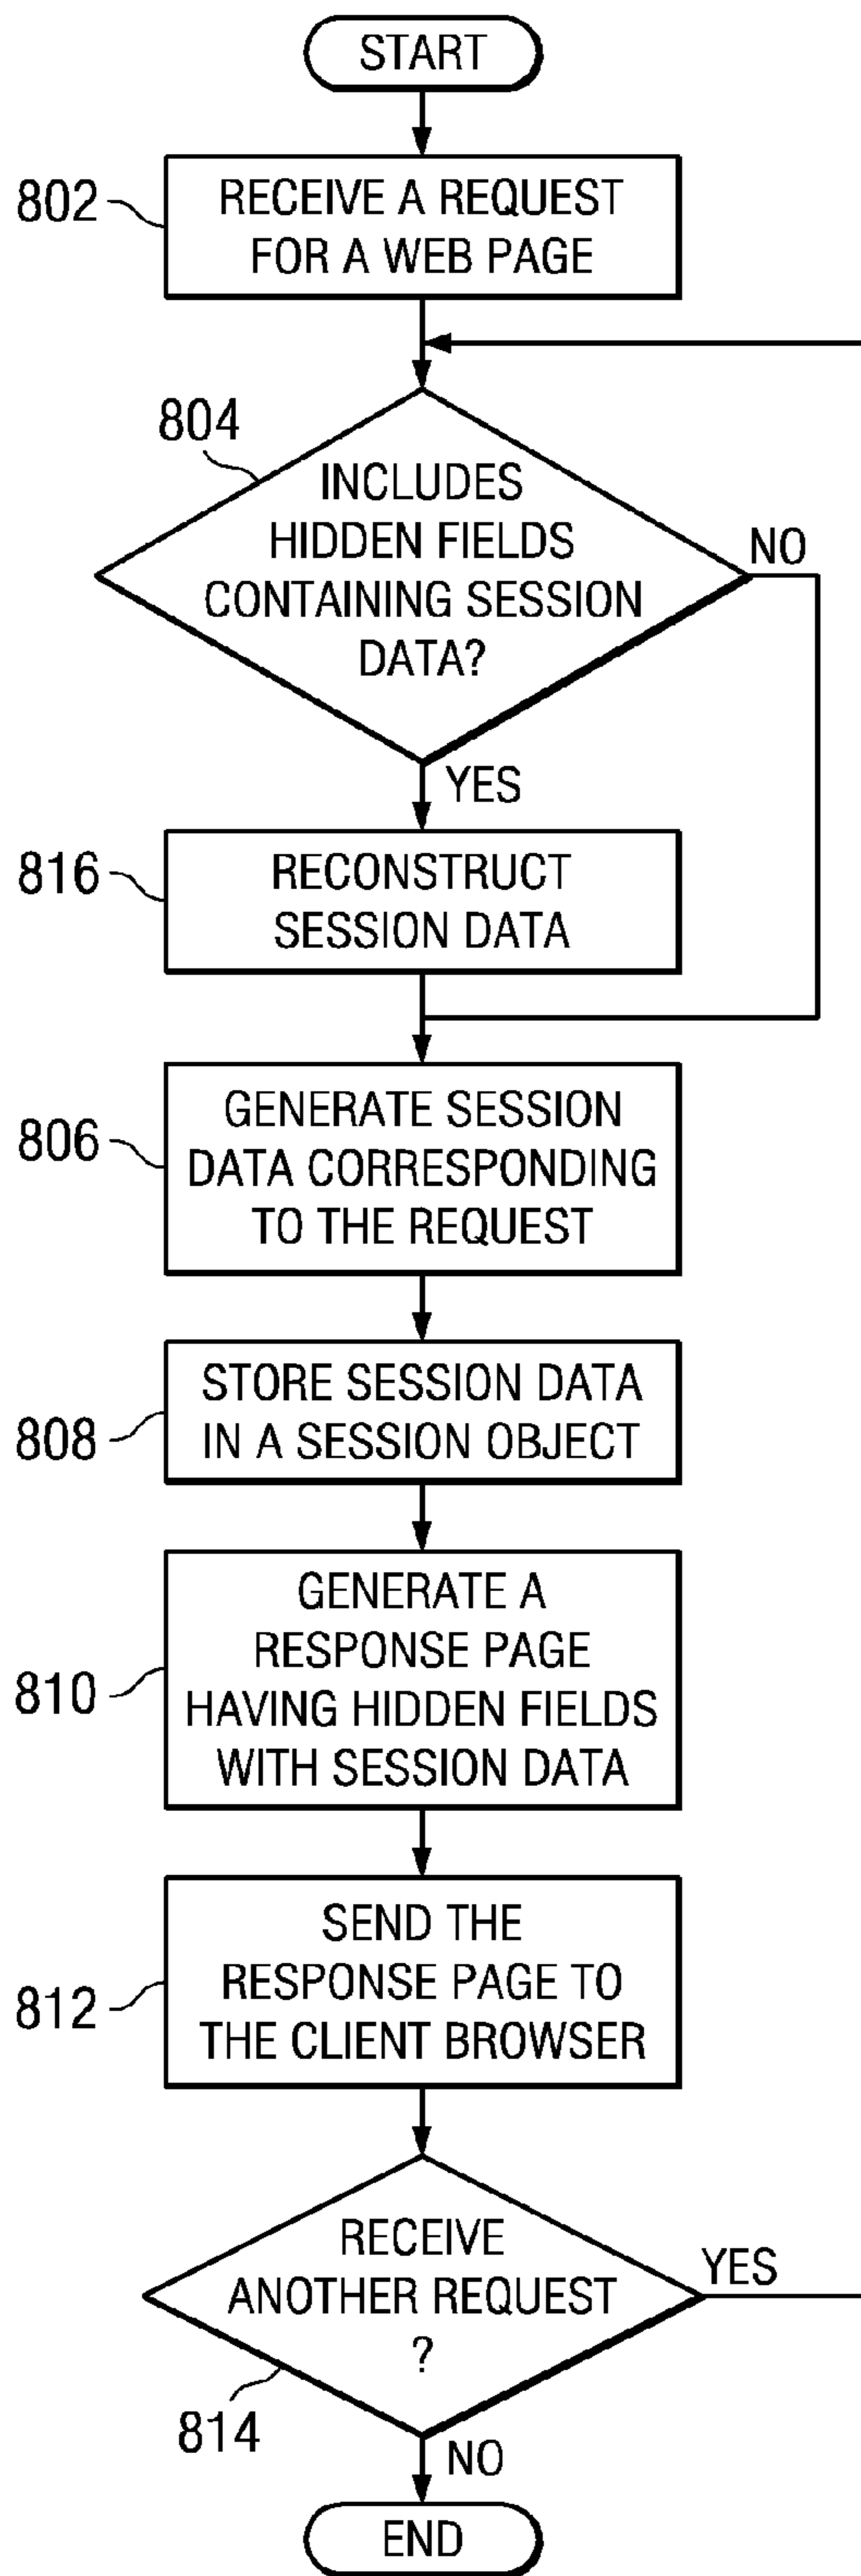 START
802
RECEIVE A REQUEST
FOR A WEB PAGE
804
INCLUDES
HIDDEN FIELDS
CONTAINING SESSION
DATA?
NO
YES
816
RECONSTRUCT
SESSION DATA
806
GENERATE SESSION
DATA CORRESPONDING
TO THE REQUEST
808
STORE SESSION DATA
IN A SESSION OBJECT
810
GENERATE A
RESPONSE PAGE
HAVING HIDDEN FIELDS
WITH SESSION DATA
812
SEND THE
RESPONSE PAGE TO
THE CLIENT BROWSER
RECEIVE
ANOTHER REQUEST
?
YES
814
NO
END